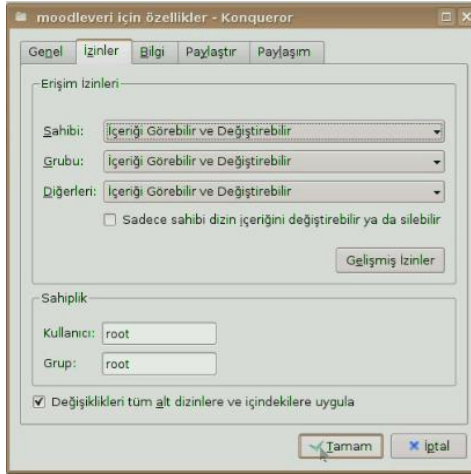 moodleveri için özellikler - Konqueror
Genel İzinler Bilgi Paylaştır Paylaşım
Erişim İzinleri
Sahibi: İçeriği Görebilir ve Değiştirebilir
Grubu: İçeriği Görebilir ve Değiştirebilir
Diğerleri: İçeriği Görebilir ve Değiştirebilir
Sadece sahibi dizin içeriğini değiştirebilir ya da silebilir
Gelişmiş İzinler
Sahiplik
Kullanıcı: root
Grup: root
Değişiklikleri tüm alt dizinlere ve içindekilere uygula
Tamam İptal